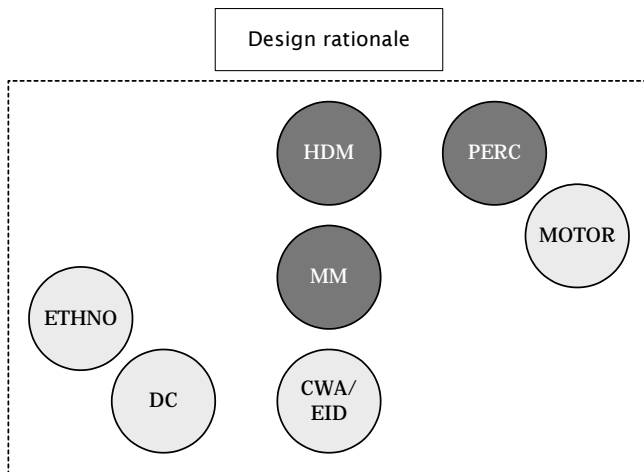 Design rationale
HDM
PERC
MOTOR
MM
ETHNO
DC
CWA/
EID